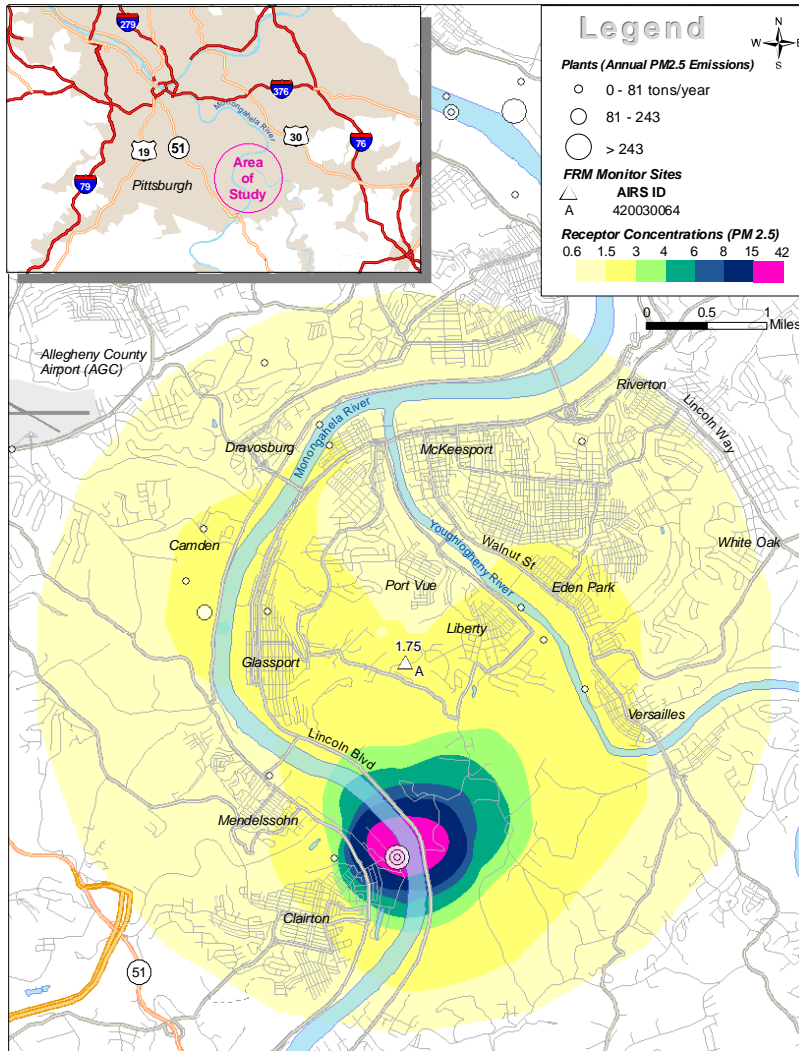 279
376
Monongahela River
30
19
51
76
Area
of
Study
79
Pittsburgh
Legend
N
W E
S
Plants (Annual PM2.5 Emissions)
0 - 81 tons/year
81 - 243
> 243
FRM Monitor Sites
AIRS ID
A 420030064
Receptor Concentrations (PM 2.5)
0.6 1.5 3 4 6 8 15 42
0 0.5 1
Miles
Allegheny County
Airport (AGC)
Riverton
Lincoln Way
Monongahela River
Dravosburg
McKeesport
Camden
Walnut St
White Oak
Youghiogheny River
Port Vue
Eden Park
Liberty
1.75
A
Glassport
Versailles
Lincoln Blvd
Mendelssohn
Clairton
51